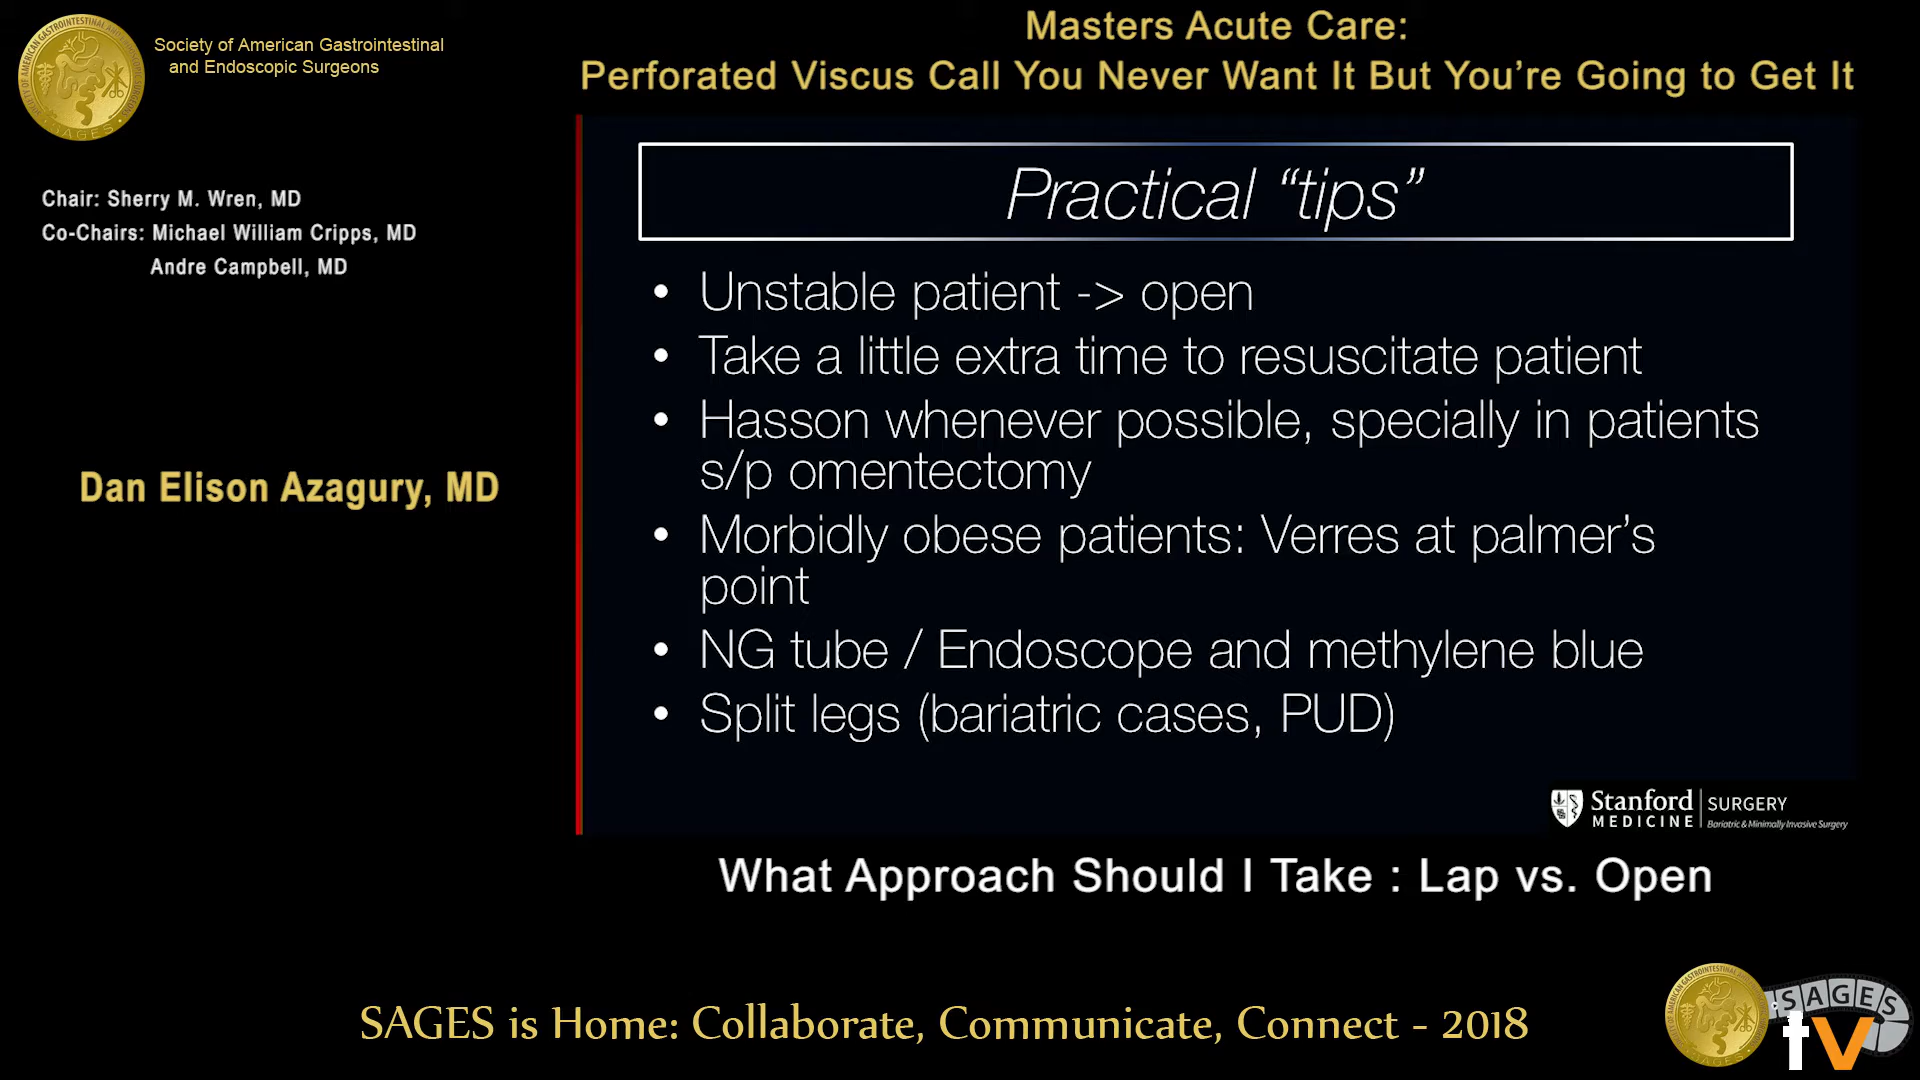 Society of American Gastrointestinal
and Endoscopic Surgeons
Masters Acute Care:
Perforated Viscus Call You Never Want It But You’re Going to Get It
Chair: Sherry M. Wren, MD
Co-Chairs: Michael William Cripps, MD
Andre Campbell, MD
Dan Elison Azagury, MD
Practical “tips”
• Unstable patient -> open
• Take a little extra time to resuscitate patient
• Hasson whenever possible, specially in patients
s/p omentectomy
• Morbidly obese patients: Verres at palmer’s
point
• NG tube / Endoscope and methylene blue
• Split legs (bariatric cases, PUD)
Stanford
MEDICINE
SURGERY
Bariatric & Minimally Invasive Surgery
What Approach Should I Take : Lap vs. Open
SAGES is Home: Collaborate, Communicate, Connect - 2018
SAGES
tV